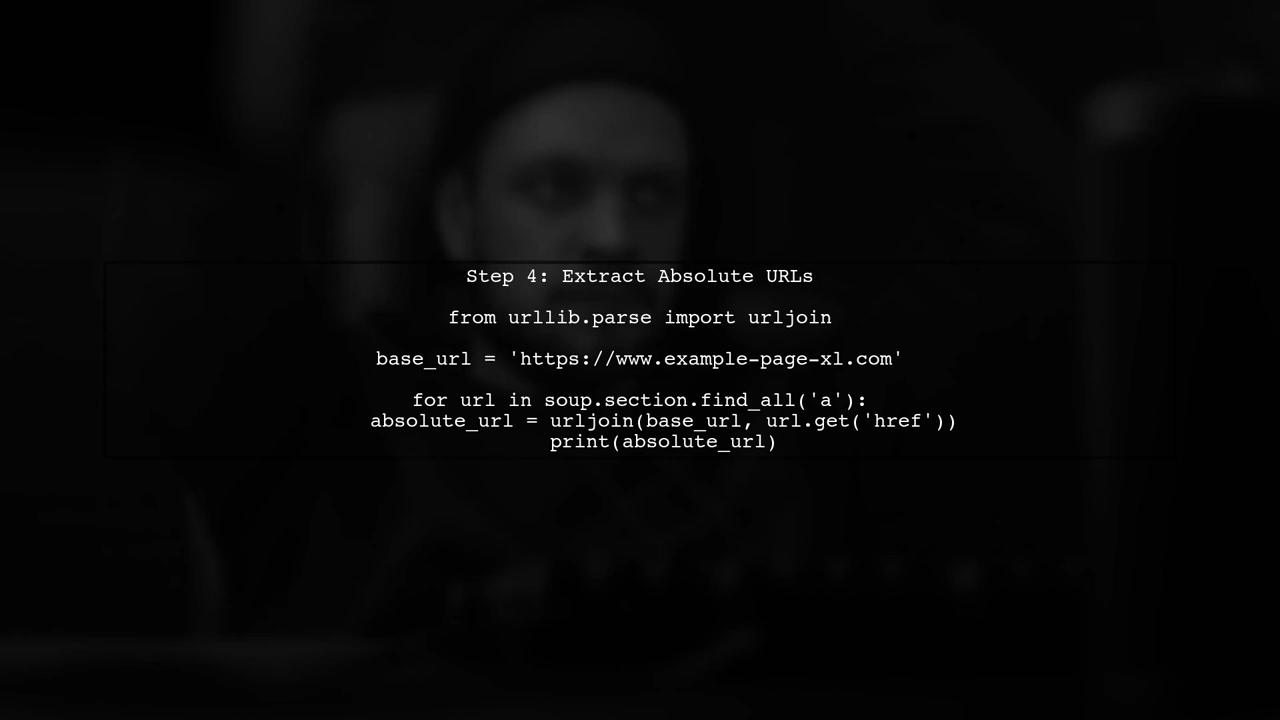 Step 4: Extract Absolute URLs
from urllib.parse import urljoin
base_url = 'https://www.example-page-xl.com'
for url in soup.section.find_all('a'):
absolute_url = urljoin(base_url, url.get('href'))
print(absolute_url)